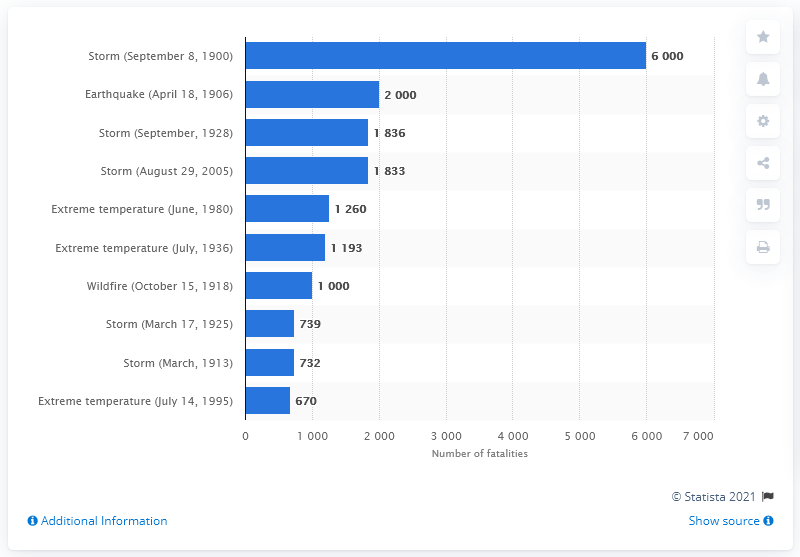 Storm (September 8, 1900) 6 000
Earthquake (April 18, 1906) 2 000
Storm (September, 1928) 1 836
Storm (August 29, 2005) 1 833
Extreme temperature (June, 1980) 1 260
Extreme temperature (July, 1936) 1 193
Wildfire (October 15, 1918) 1 000
Storm (March 17, 1925) 739
Storm (March, 1913) 732
Extreme temperature (July 14, 1995) 670
0 1 000 2 000 3 000 4 000 5 000 6 000 7 000
Number of fatalities
© Statista 2021
Additional Information Show source